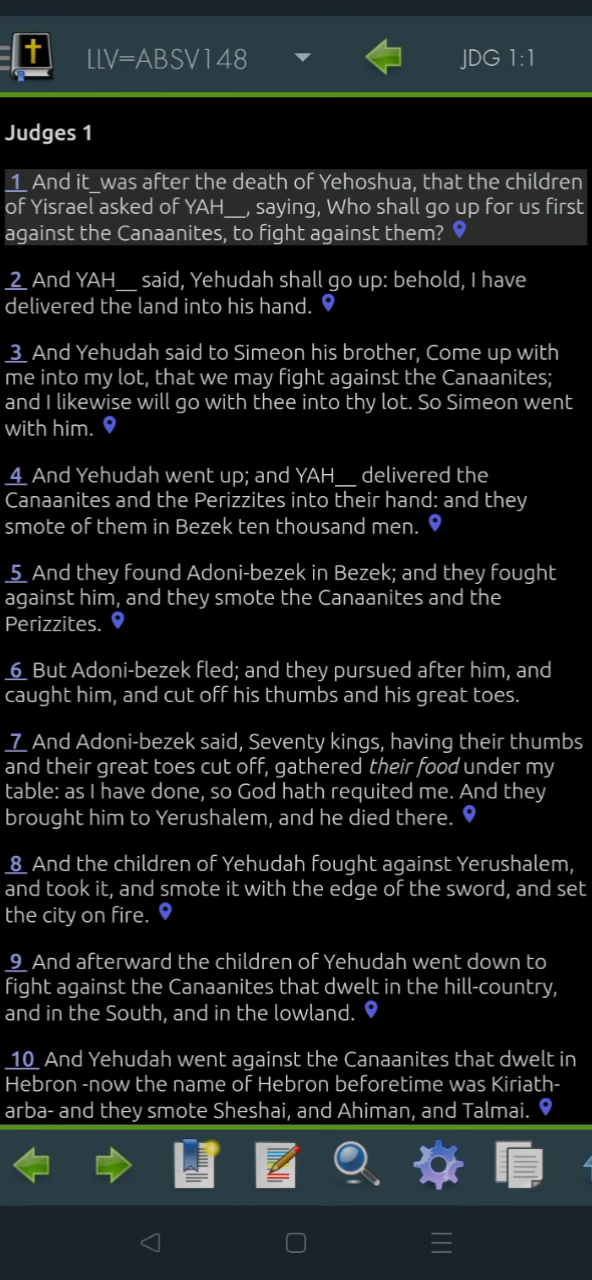 LLV=ABSV148
JDG 1:1
Judges 1
1 And it_was after the death of Yehoshua, that the children
of Yisrael asked of YAH__, saying, Who shall go up for us first
against the Canaanites, to fight against them?
2 And YAH__ said, Yehudah shall go up: behold, I have
delivered the land into his hand.
3 And Yehudah said to Simeon his brother, Come up with
me into my lot, that we may fight against the Canaanites;
and I likewise will go with thee into thy lot. So Simeon went
with him.
4 And Yehudah went up; and YAH__ delivered the
Canaanites and the Perizzites into their hand: and they
smote of them in Bezek ten thousand men.
5 And they found Adoni-bezek in Bezek; and they fought
against him, and they smote the Canaanites and the
Perizzites.
6 But Adoni-bezek fled; and they pursued after him, and
caught him, and cut off his thumbs and his great toes.
7 And Adoni-bezek said, Seventy kings, having their thumbs
and their great toes cut off, gathered their food under my
table: as I have done, so God hath requited me. And they
brought him to Yerushalem, and he died there.
8 And the children of Yehudah fought against Yerushalem,
and took it, and smote it with the edge of the sword, and set
the city on fire.
9 And afterward the children of Yehudah went down to
fight against the Canaanites that dwelt in the hill-country,
and in the South, and in the lowland.
10 And Yehudah went against the Canaanites that dwelt in
Hebron -now the name of Hebron beforetime was Kiriath-
arba- and they smote Sheshai, and Ahiman, and Talmai.